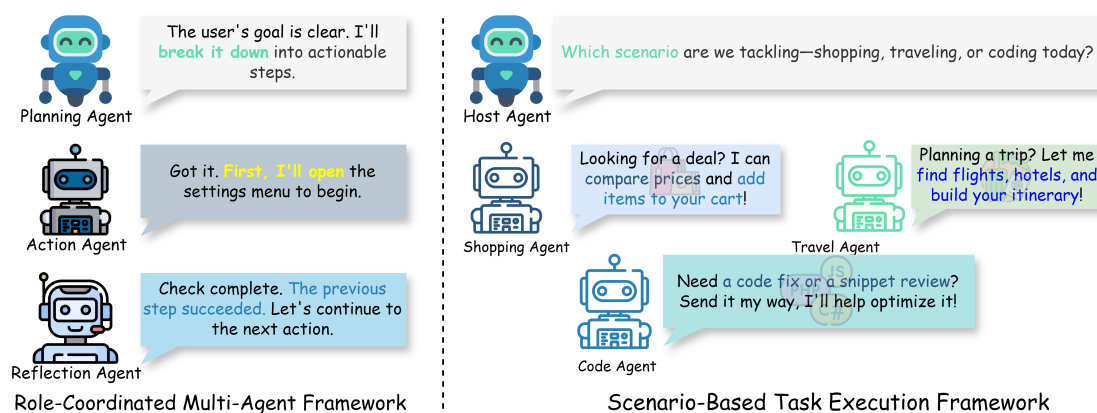 The user's goal is clear. I'll
break it down into actionable
steps.
Planning Agent
Got it. First, I'll open the
settings menu to begin.
Action Agent
Check complete. The previous
step succeeded. Let's continue to
the next action.
Reflection Agent
Role-Coordinated Multi-Agent Framework
Which scenario are we tackling—shopping, traveling, or coding today?
Host Agent
Looking for a deal? I can
compare prices and add
items to your cart!
Shopping Agent
Planning a trip? Let me
find flights, hotels, and
build your itinerary!
Travel Agent
Need a code fix or a snippet review?
Send it my way, I'll help optimize it!
JS
PHP
C#
Code Agent
Scenario-Based Task Execution Framework